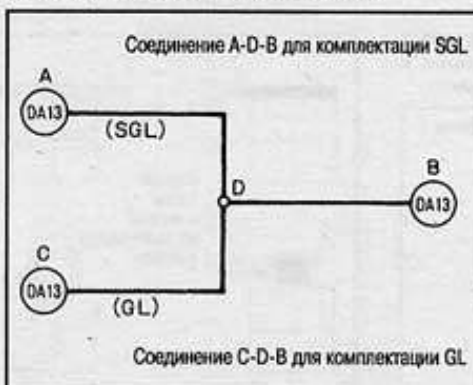 Соединение A-D-B для комплектации SGL
A
DA13
(SGL)
D
B
DA13
C
DA13
(GL)
Соединение C-D-B для комплектации GL